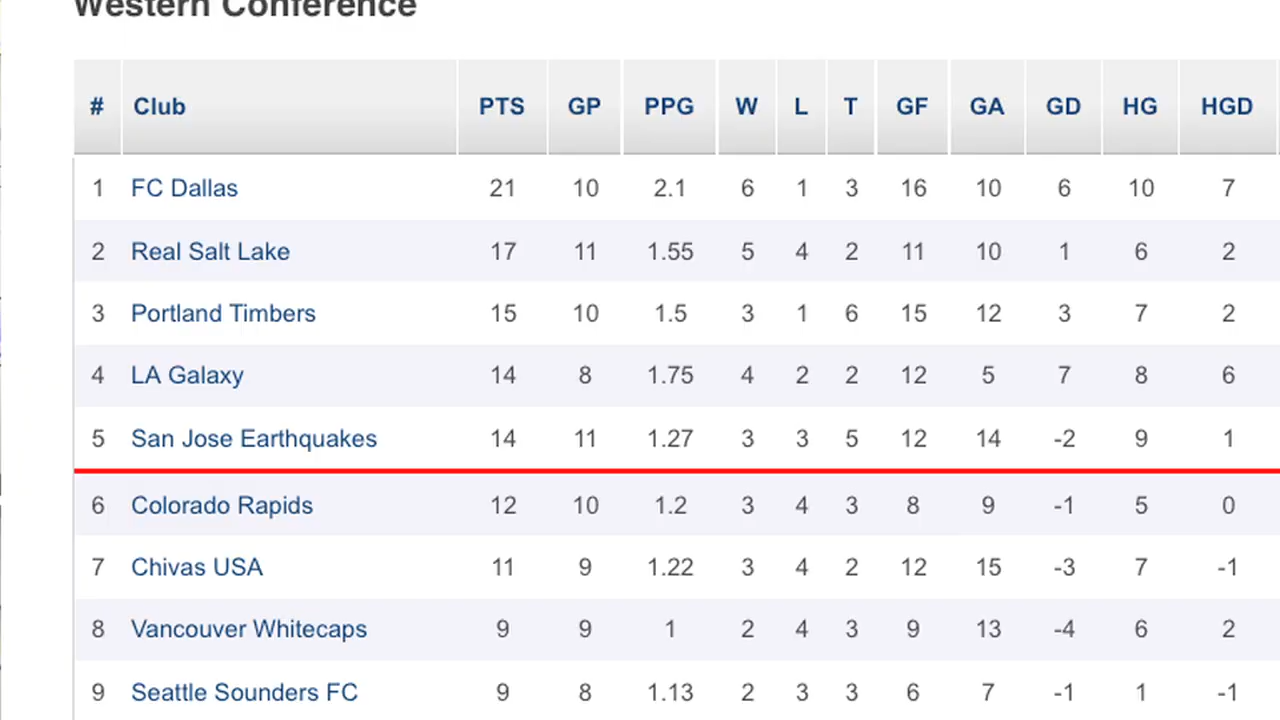 Western Conference
# Club PTS GP PPG W L T GF GA GD HG HGD
1 FC Dallas 21 10 2.1 6 1 3 16 10 6 10 7
2 Real Salt Lake 17 11 1.55 5 4 2 11 10 1 6 2
3 Portland Timbers 15 10 1.5 3 1 6 15 12 3 7 2
4 LA Galaxy 14 8 1.75 4 2 2 12 5 7 8 6
5 San Jose Earthquakes 14 11 1.27 3 3 5 12 14 -2 9 1
6 Colorado Rapids 12 10 1.2 3 4 3 8 9 -1 5 0
7 Chivas USA 11 9 1.22 3 4 2 12 15 -3 7 -1
8 Vancouver Whitecaps 9 9 1 2 4 3 9 13 -4 6 2
9 Seattle Sounders FC 9 8 1.13 2 3 3 6 7 -1 1 -1